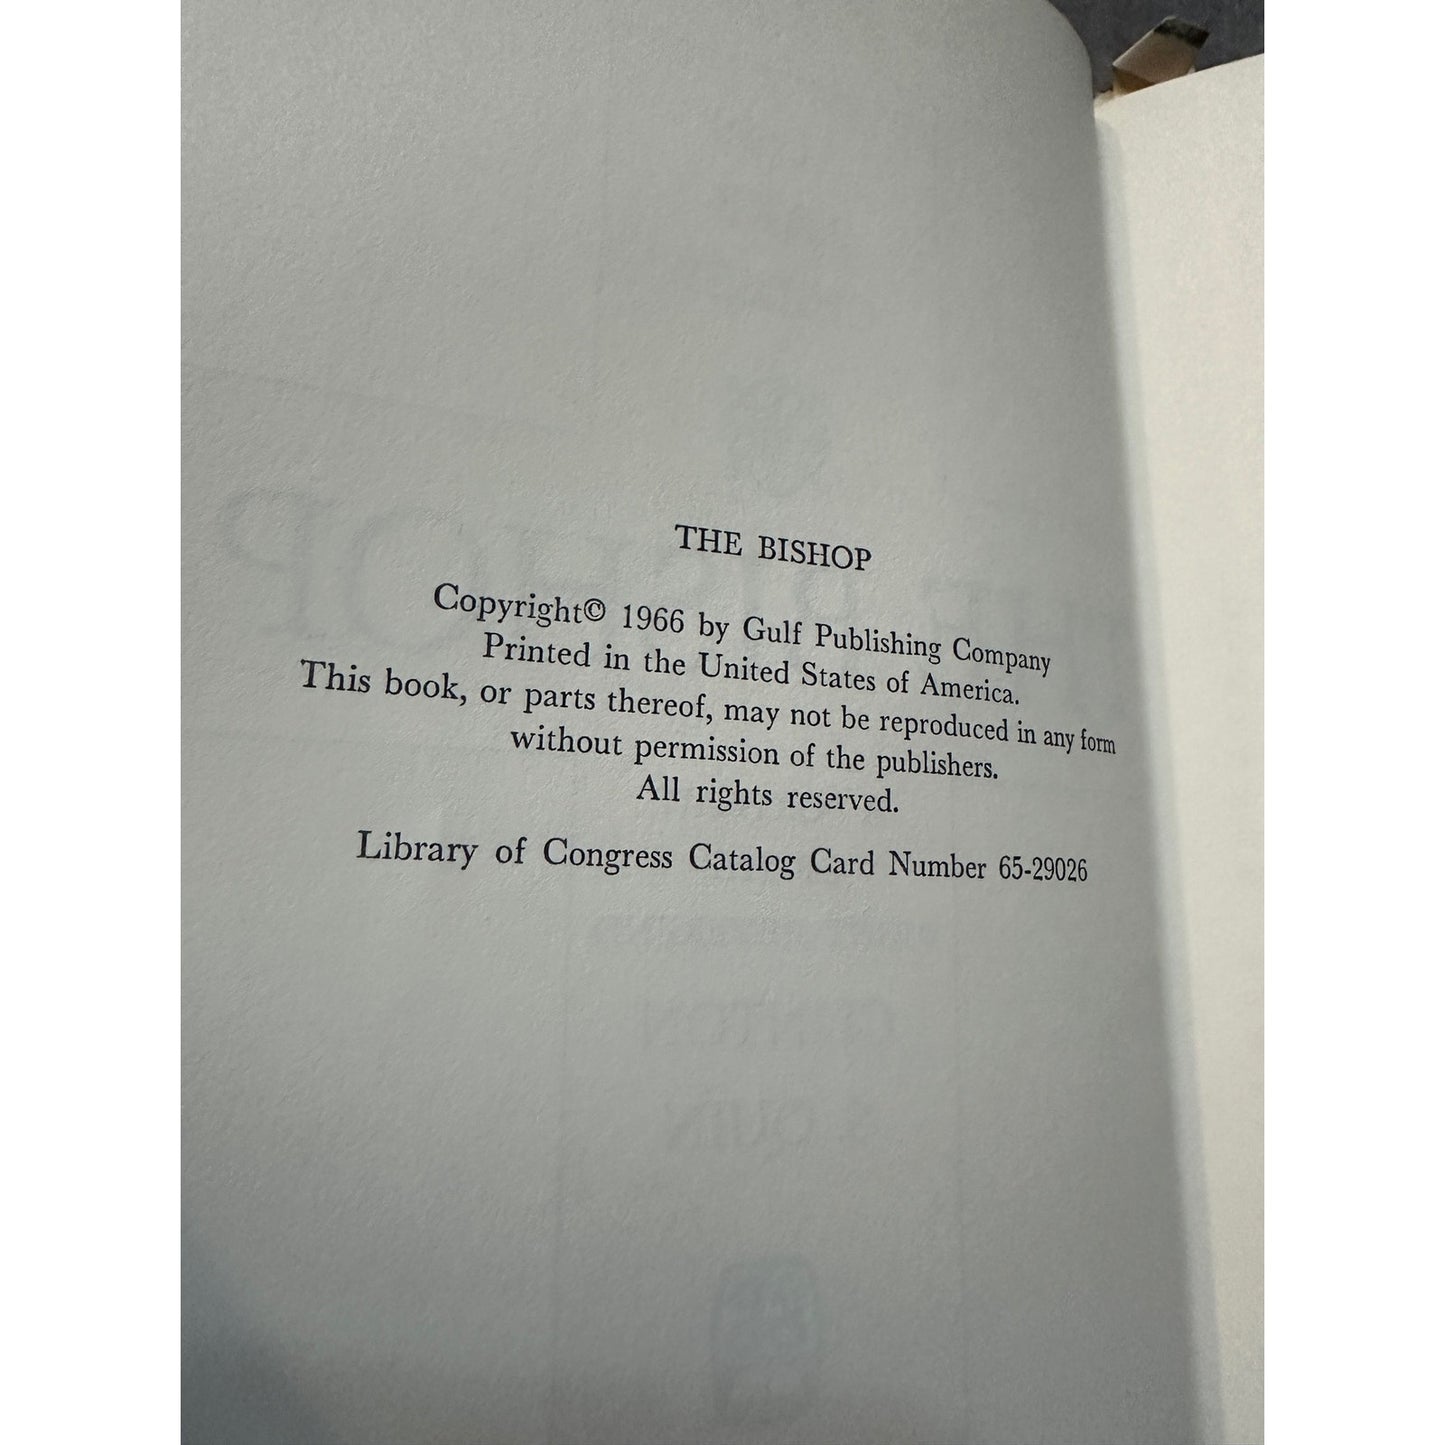 THE BISHOP
Copyright© 1966 by Gulf Publishing Company
Printed in the United States of America.
This book, or parts thereof, may not be reproduced in any form
without permission of the publishers.
All rights reserved.
Library of Congress Catalog Card Number 65-29026